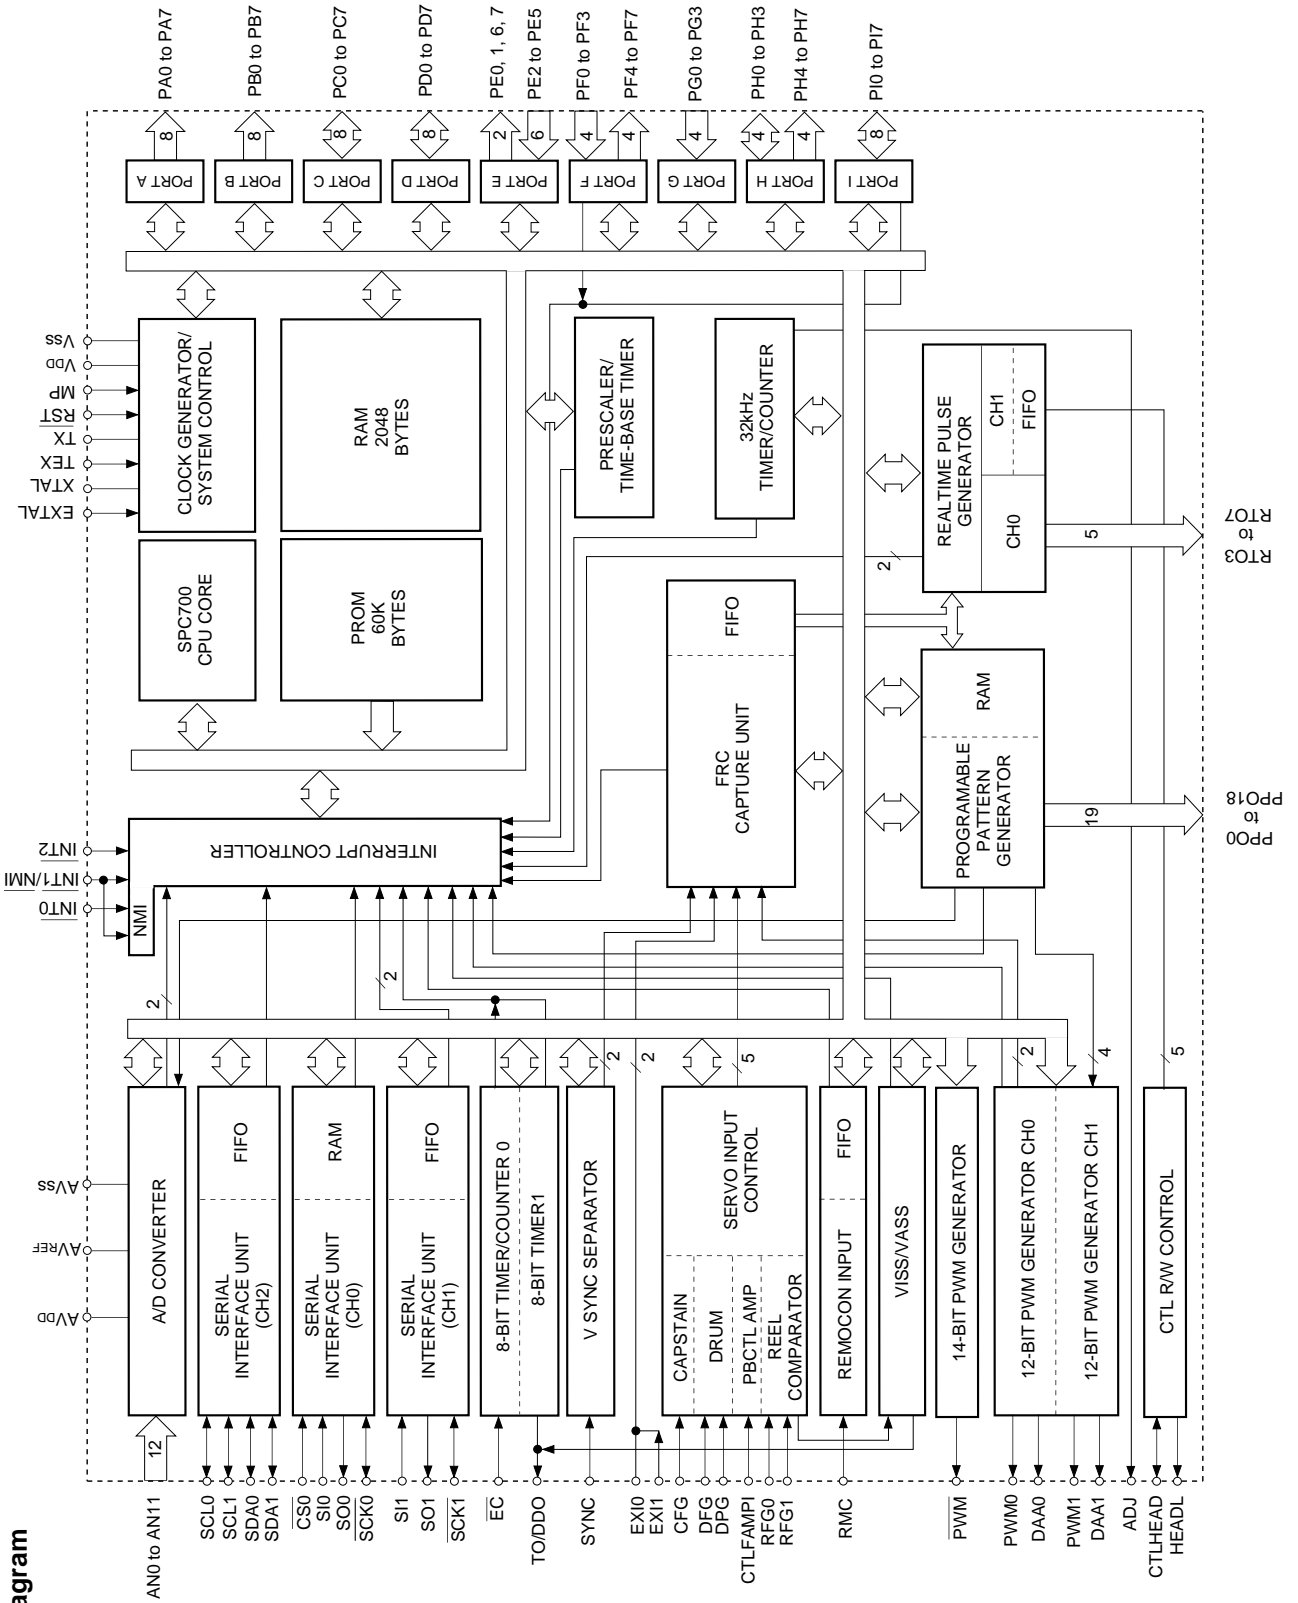 agram
PA0 to PA7
PB0 to PB7
PC0 to PC7
PD0 to PD7
PE0, 1, 6, 7
PE2 to PE5
PF0 to PF3
PF4 to PF7
PG0 to PG3
PH0 to PH3
PH4 to PH7
PI0 to PI7
8
8
8
8
2
6
4
4
4
4
4
8
PORT A
PORT B
PORT C
PORT D
PORT E
PORT F
PORT G
PORT H
PORT I
VSS
VDD
MP
RST
TX
TEX
XTAL
EXTAL
CLOCK GENERATOR/
SYSTEM CONTROL
RAM
2048
BYTES
PRESCALER/
TIME-BASE TIMER
32kHz
TIMER/COUNTER
REALTIME PULSE
GENERATOR
CH1
FIFO
CH0
5
RTO3
to
RTO7
SPC700
CPU CORE
PROM
60K
BYTES
2
FRC
CAPTURE UNIT
FIFO
PROGRAMABLE
PATTERN
GENERATOR
RAM
19
PPO0
to
PPO18
INT2
INT1/NMI
INT0
NMI
INTERRUPT CONTROLLER
2
2
2
2
5
2
4
5
AVSS
AVREF
AVDD
A/D CONVERTER
SERIAL
INTERFACE UNIT
(CH2)
FIFO
SERIAL
INTERFACE UNIT
(CH0)
RAM
SERIAL
INTERFACE UNIT
(CH1)
FIFO
8-BIT TIMER/COUNTER 0
8-BIT TIMER1
V SYNC SEPARATOR
SERVO INPUT
CONTROL
CAPSTAIN
DRUM
PBCTL AMP
REEL
COMPARATOR
REMOCON INPUT
FIFO
VISS/VASS
14-BIT PWM GENERATOR
12-BIT PWM GENERATOR CH0
12-BIT PWM GENERATOR CH1
CTL R/W CONTROL
12
AN0 to AN11
SCL0
SCL1
SDA0
SDA1
CS0
SI0
SO0
SCK0
SI1
SO1
SCK1
EC
TO/DDO
SYNC
EXI0
EXI1
CFG
DFG
DPG
CTLFAMPI
RFG0
RFG1
RMC
PWM
PWM0
DAA0
PWM1
DAA1
ADJ
CTLHEAD
HEADL